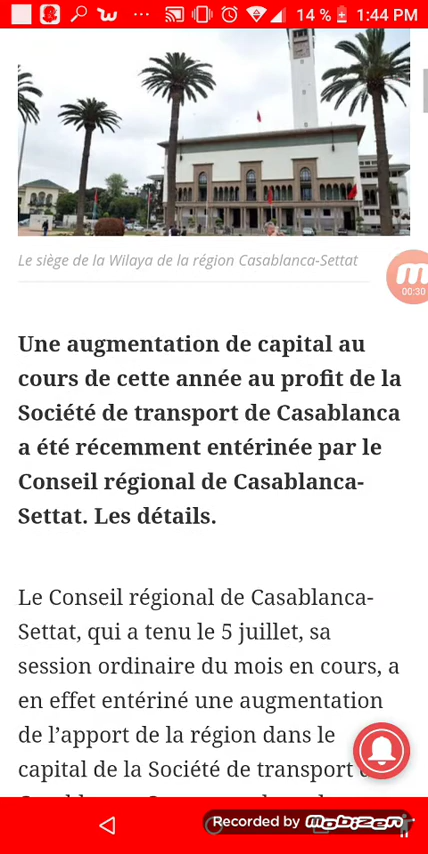 14 % 1:44 PM
Le siège de la Wilaya de la région Casablanca-Settat
00:30
Une augmentation de capital au
cours de cette année au profit de la
Société de transport de Casablanca
a été récemment entérinée par le
Conseil régional de Casablanca-
Settat. Les détails.
Le Conseil régional de Casablanca-
Settat, qui a tenu le 5 juillet, sa
session ordinaire du mois en cours, a
en effet entériné une augmentation
de l’apport de la région dans le
capital de la Société de transport
Recorded by mobizen